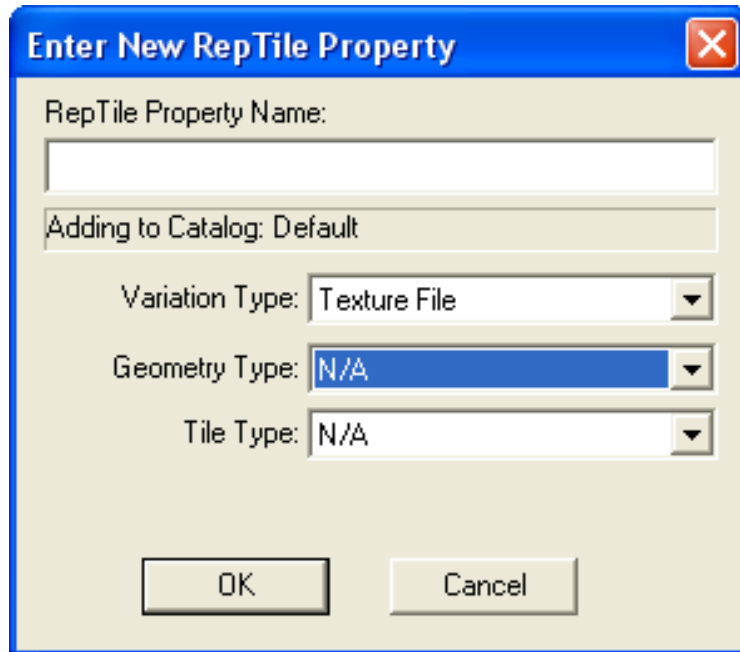 Enter New RepTile Property
RepTile Property Name:
Adding to Catalog: Default
Variation Type: Texture File
Geometry Type: N/A
Tile Type: N/A
OK Cancel